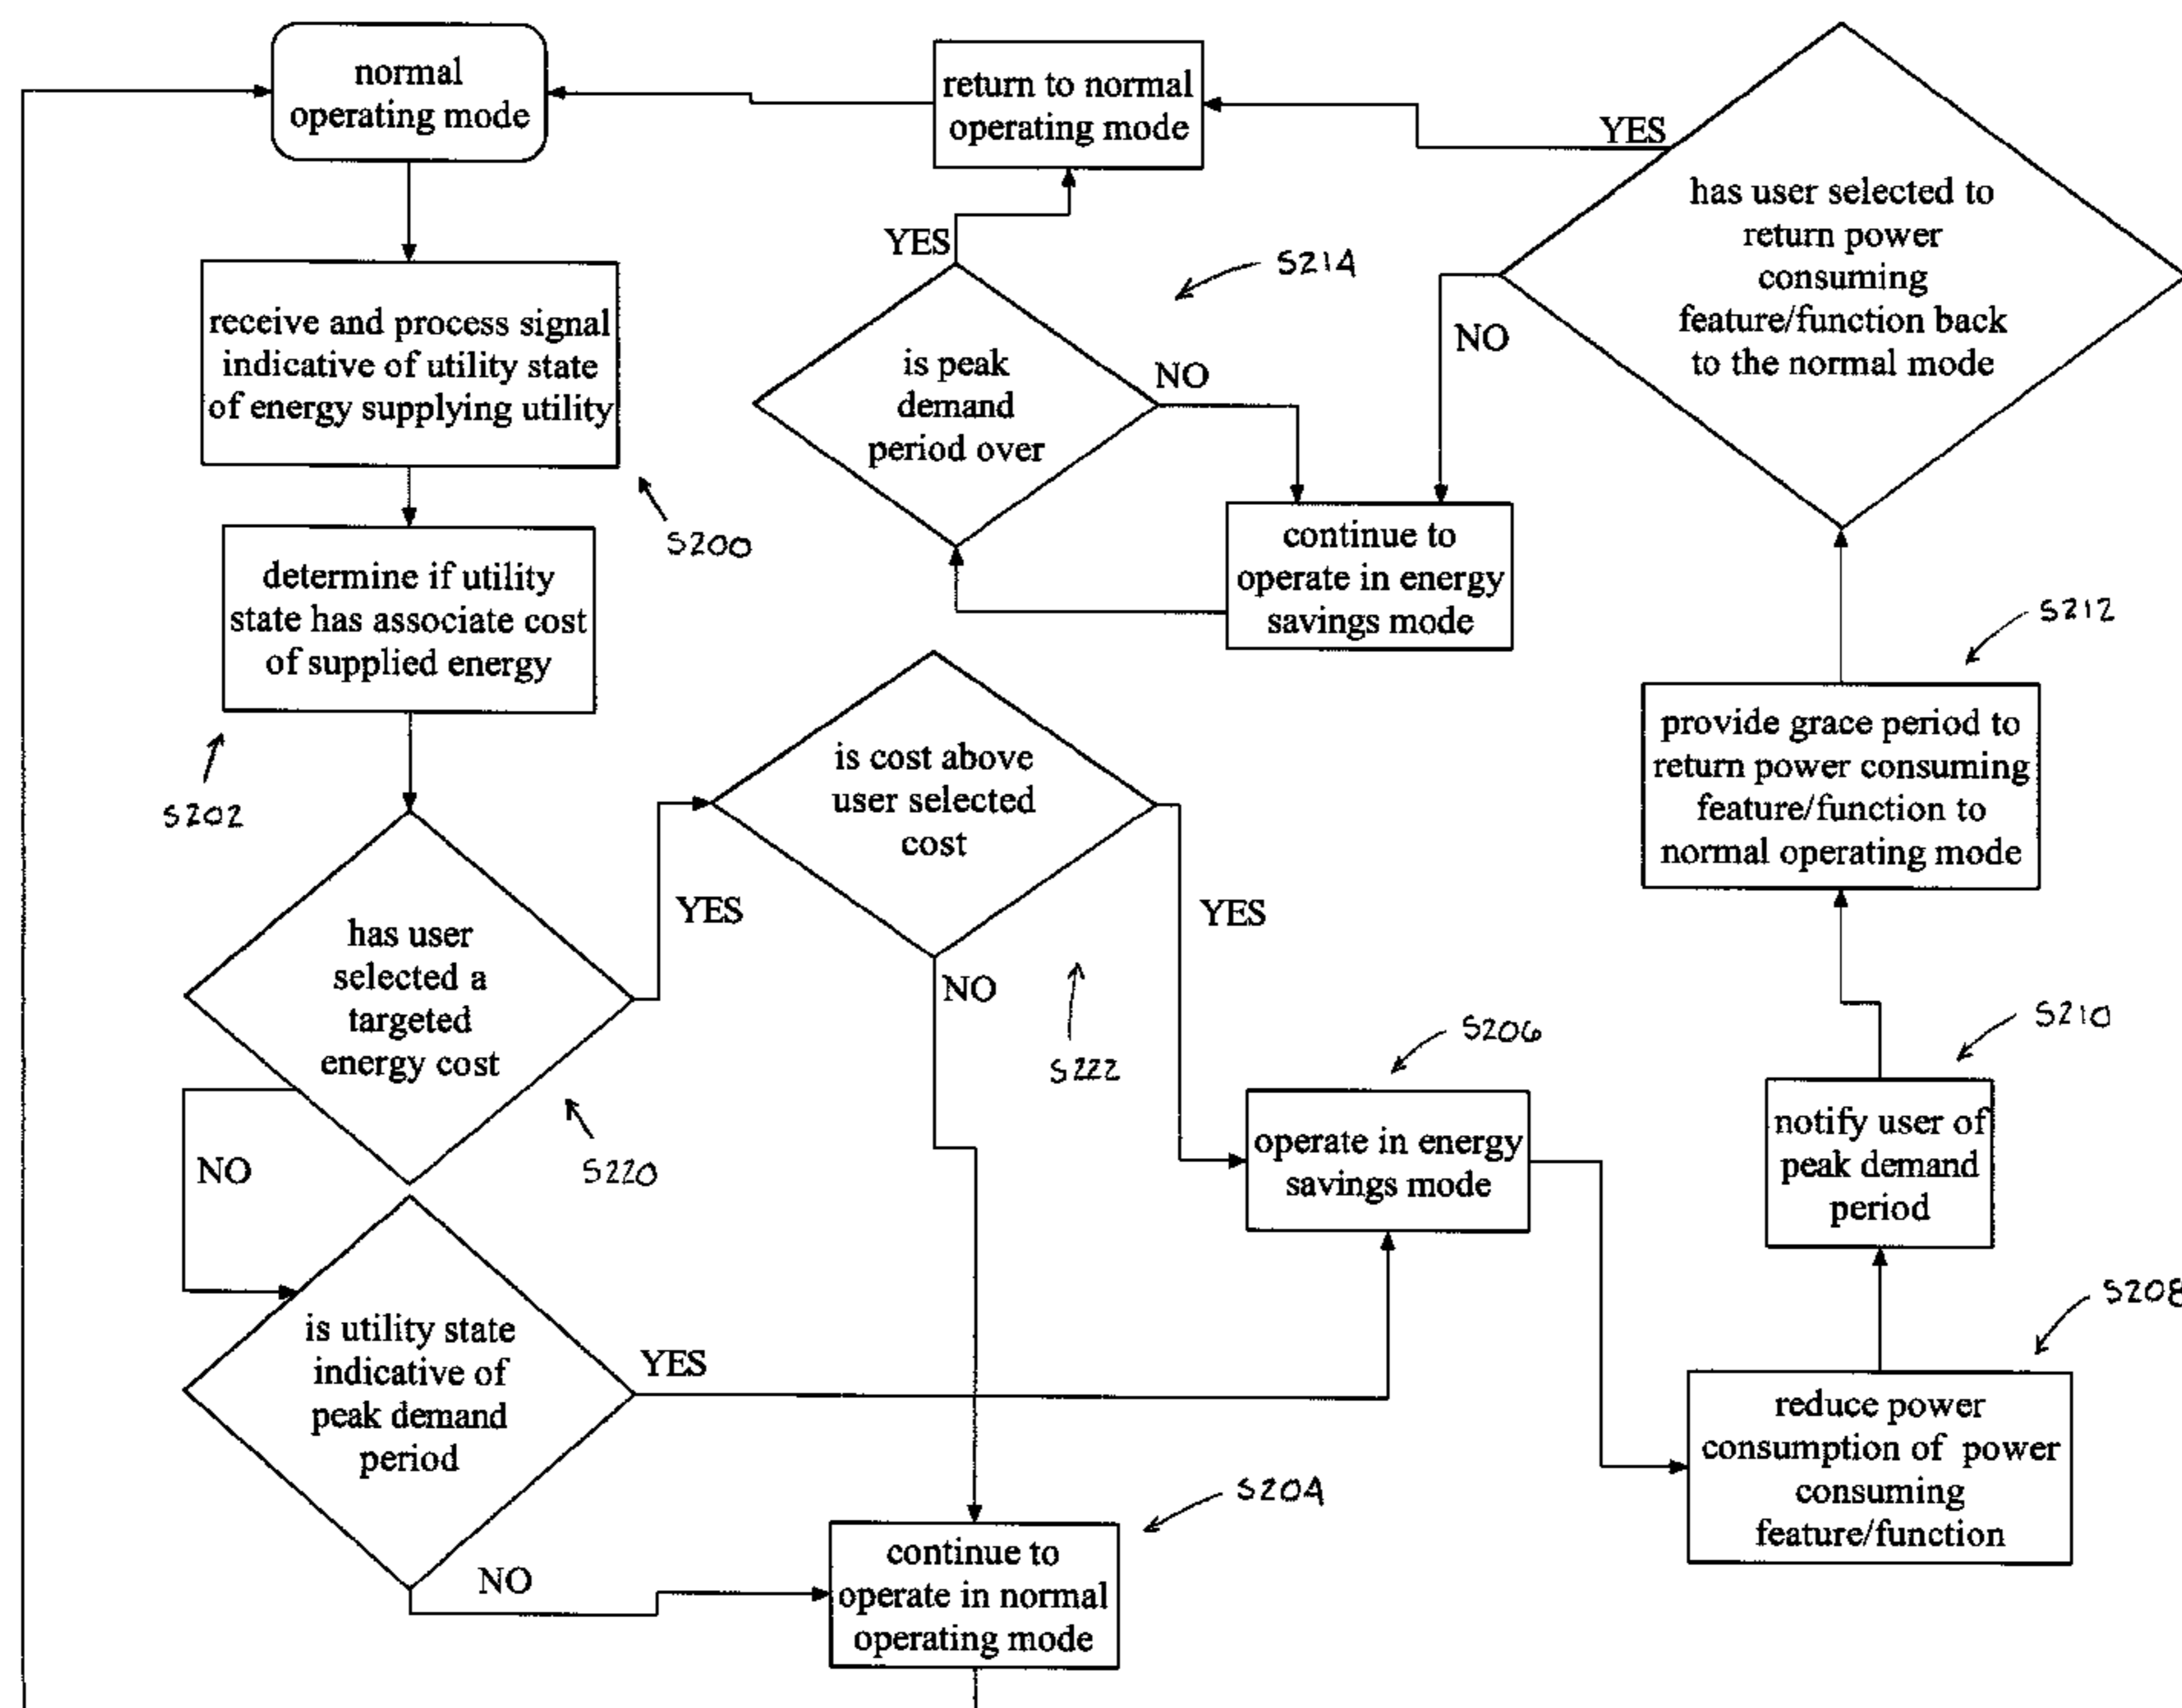 normal
operating mode
receive and process signal
indicative of utility state
of energy supplying utility
S200
determine if utility
state has associate cost
of supplied energy
S202
has user
selected a
targeted
energy cost
YES
NO
S220
is utility state
indicative of
peak demand
period
YES
NO
is cost above
user selected
cost
YES
NO
S222
continue to
operate in normal
operating mode
S204
operate in energy
savings mode
S206
reduce power
consumption of power
consuming
feature/function
S208
notify user of
peak demand
period
S210
provide grace period to
return power consuming
feature/function to
normal operating mode
S212
has user selected to
return power
consuming
feature/function back
to the normal mode
YES
NO
continue to
operate in energy
savings mode
is peak
demand
period over
YES
NO
S214
return to normal
operating mode